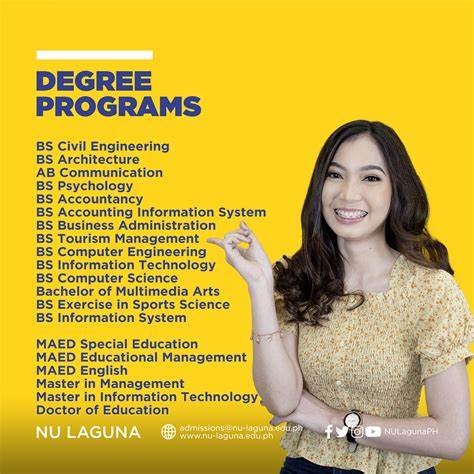 DEGREE
PROGRAMS
BS Civil Engineering
BS Architecture
AB Communication
BS Psychology
BS Accountancy
BS Accounting Information System
BS Business Administration
BS Tourism Management
BS Computer Engineering
BS Information Technology
BS Computer Science
Bachelor of Multimedia Arts
BS Exercise in Sports Science
BS Information System
MAED Special Education
MAED Educational Management
MAED English
Master in Management
Master in Information Technology
Doctor of Education
NU LAGUNA
admissions@nu-laguna.edu.ph
www.nu-laguna.edu.ph
NULagunaPH